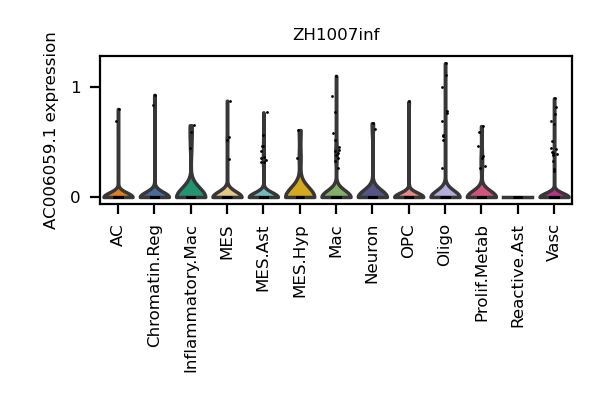 ZH1007inf
AC006059.1 expression
1
0
AC
Chromatin.Reg
Inflammatory.Mac
MES
MES.Ast
MES.Hyp
Mac
Neuron
OPC
Oligo
Prolif.Metab
Reactive.Ast
Vasc